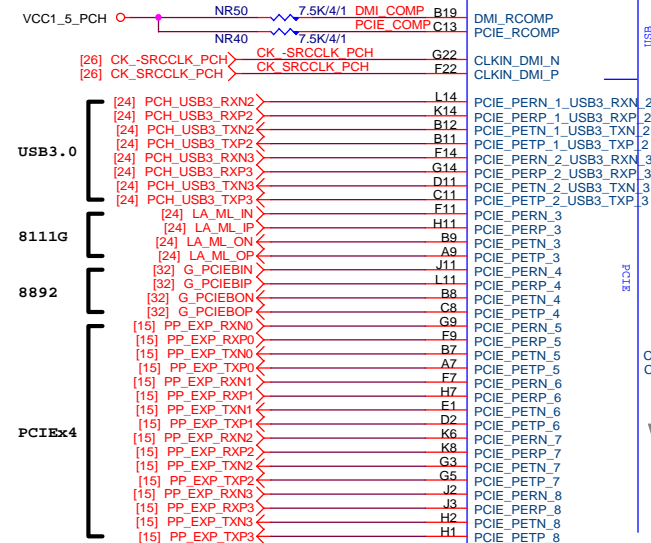 VCC1_5_PCH NR50 7.5K/4/1 DMI_COMP B19 DMI_RCOMP
NR40 7.5K/4/1 PCIE_COMP C13 PCIE_RCOMP
[26] CK_-SRCCLK_PCH CK_-SRCCLK_PCH G22 CLKIN_DMI_N
[26] CK_SRCCLK_PCH CK_SRCCLK_PCH F22 CLKIN_DMI_P
USB3.0
[24] PCH_USB3_RXN2 L14 PCIE_PERN_1_USB3_RXN_2
[24] PCH_USB3_RXP2 K14 PCIE_PERP_1_USB3_RXP_2
[24] PCH_USB3_TXN2 B12 PCIE_PETN_1_USB3_TXN_2
[24] PCH_USB3_TXP2 B11 PCIE_PETP_1_USB3_TXP_2
[24] PCH_USB3_RXN3 F14 PCIE_PERN_2_USB3_RXN_3
[24] PCH_USB3_RXP3 G14 PCIE_PERP_2_USB3_RXP_3
[24] PCH_USB3_TXN3 D11 PCIE_PETN_2_USB3_TXN_3
[24] PCH_USB3_TXP3 C11 PCIE_PETP_2_USB3_TXP_3
8111G
[24] LA_ML_IN F11 PCIE_PERN_3
[24] LA_ML_IP H11 PCIE_PERP_3
[24] LA_ML_ON B9 PCIE_PETN_3
[24] LA_ML_OP A9 PCIE_PETP_3
8892
[32] G_PCIEBIN J11 PCIE_PERN_4
[32] G_PCIEBIP L11 PCIE_PERP_4
[32] G_PCIEBON B8 PCIE_PETN_4
[32] G_PCIEBOP C8 PCIE_PETP_4
PCIEx4
[15] PP_EXP_RXN0 G9 PCIE_PERN_5
[15] PP_EXP_RXP0 F9 PCIE_PERP_5
[15] PP_EXP_TXN0 B7 PCIE_PETN_5
[15] PP_EXP_TXP0 A7 PCIE_PETP_5
[15] PP_EXP_RXN1 F7 PCIE_PERN_6
[15] PP_EXP_RXP1 H7 PCIE_PERP_6
[15] PP_EXP_TXN1 E1 PCIE_PETN_6
[15] PP_EXP_TXP1 D2 PCIE_PETP_6
[15] PP_EXP_RXN2 K6 PCIE_PERN_7
[15] PP_EXP_RXP2 K8 PCIE_PERP_7
[15] PP_EXP_TXN2 G3 PCIE_PETN_7
[15] PP_EXP_TXP2 G5 PCIE_PETP_7
[15] PP_EXP_RXN3 J2 PCIE_PERN_8
[15] PP_EXP_RXP3 J3 PCIE_PERP_8
[15] PP_EXP_TXN3 H2 PCIE_PETN_8
[15] PP_EXP_TXP3 H1 PCIE_PETP_8
PCIE